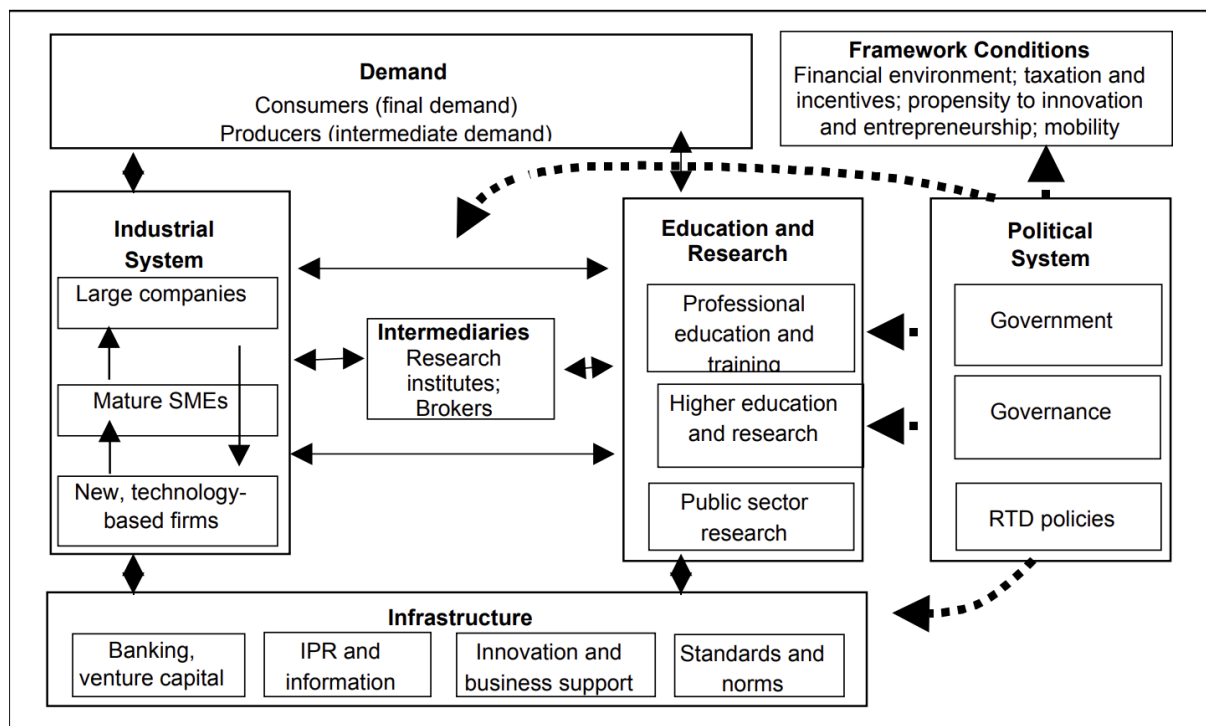 Demand
Consumers (final demand)
Producers (intermediate demand)
Framework Conditions
Financial environment; taxation and
incentives; propensity to innovation
and entrepreneurship; mobility
Industrial
System
Large companies
Mature SMEs
New, technology-
based firms
Intermediaries
Research
institutes;
Brokers
Education and
Research
Professional
education and
training
Higher education
and research
Public sector
research
Political
System
Government
Governance
RTD policies
Infrastructure
Banking,
venture capital
IPR and
information
Innovation and
business support
Standards and
norms